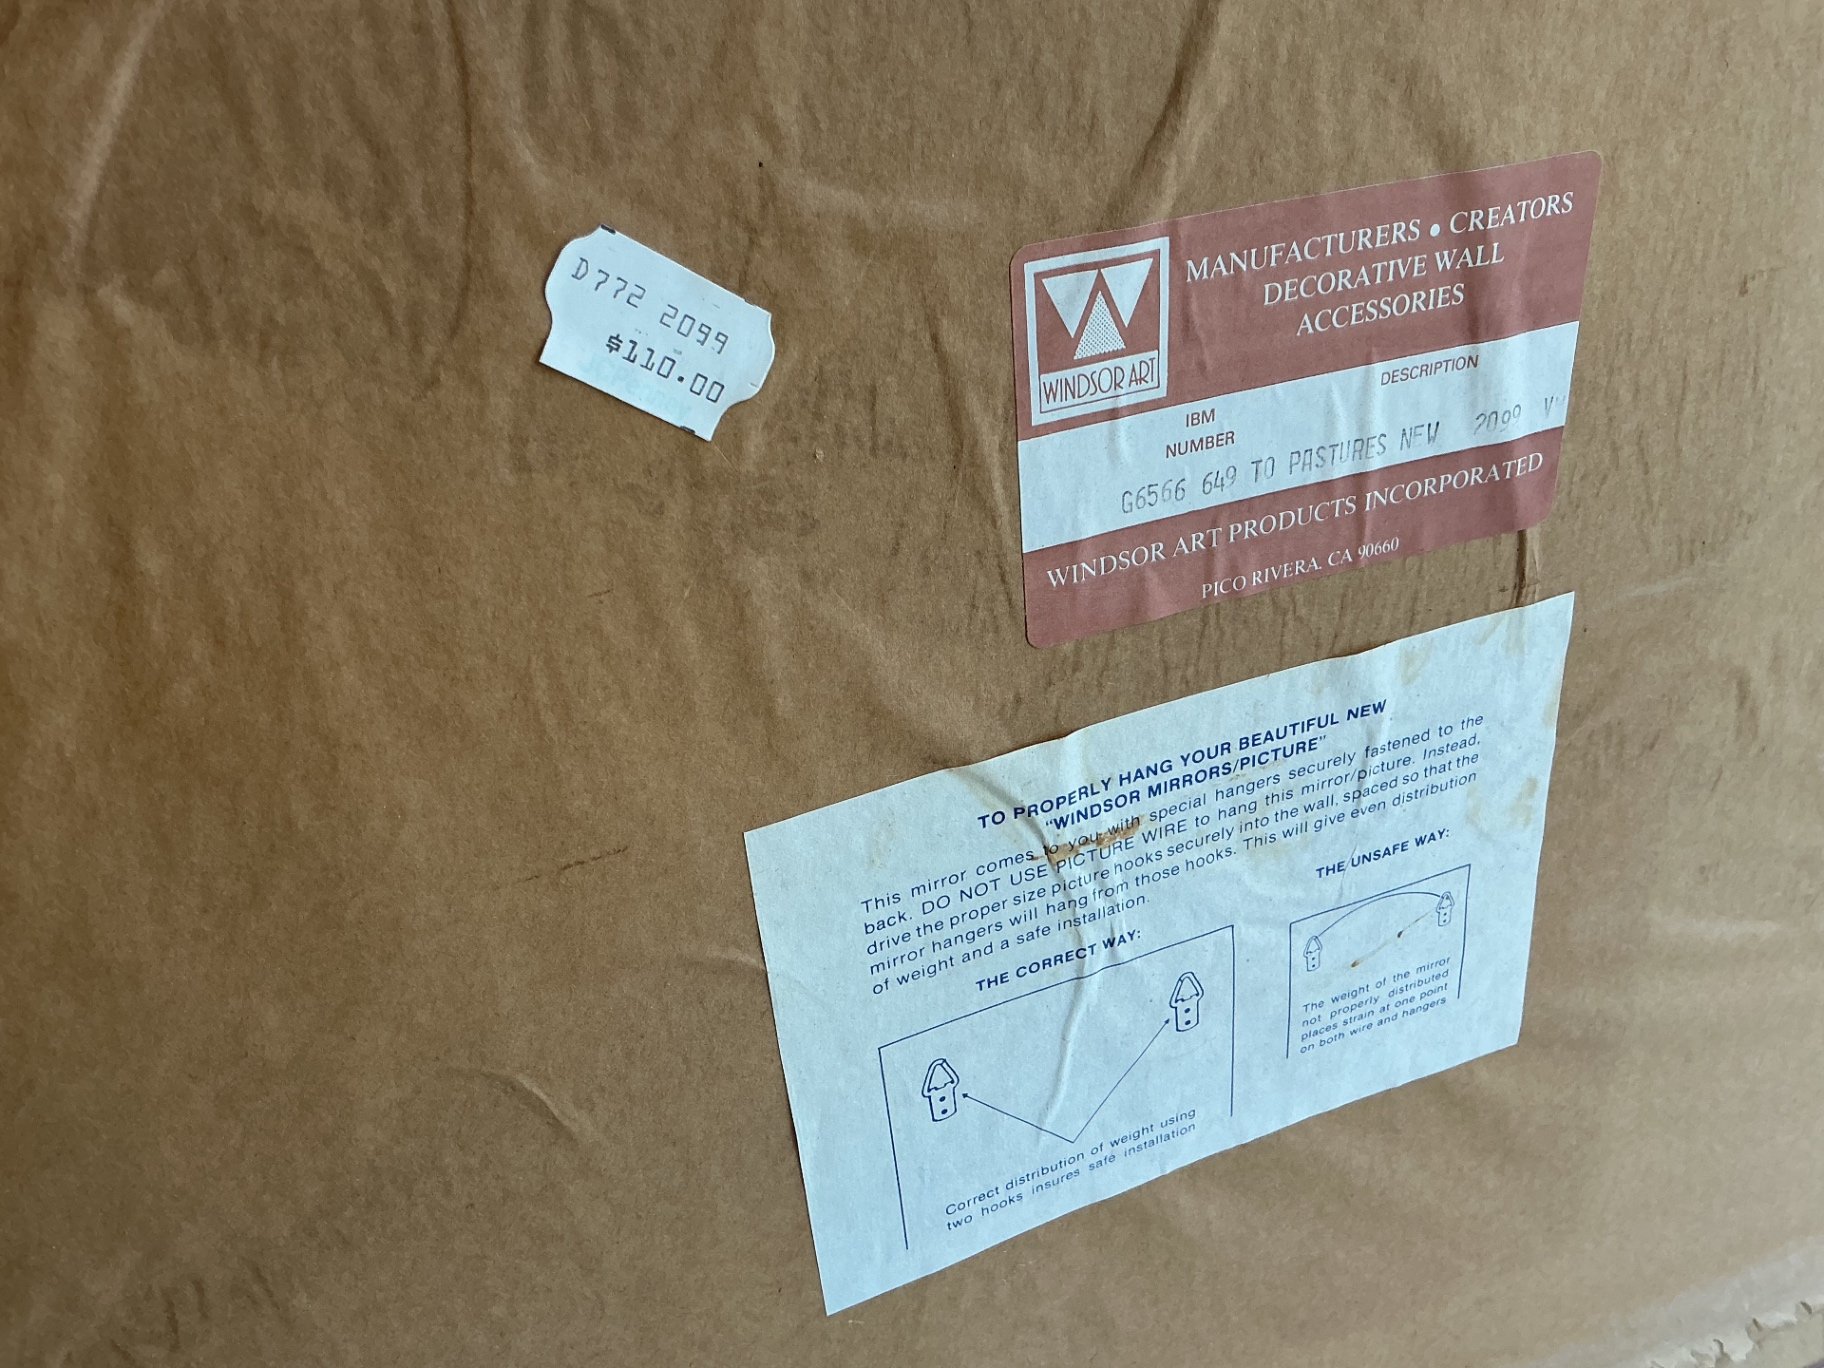 D772 2099
$110.00
WINDSOR ART
MANUFACTURERS • CREATORS
DECORATIVE WALL
ACCESSORIES
IBM
NUMBER
DESCRIPTION
G6566 649 TO PASTURES NEW 2099
WINDSOR ART PRODUCTS INCORPORATED
PICO RIVERA, CA 90660
TO PROPERLY HANG YOUR BEAUTIFUL NEW
"WINDSOR MIRRORS/PICTURE"
This mirror comes to you with special hangers securely fastened to the
back. DO NOT USE PICTURE WIRE to hang this mirror/picture. Instead,
drive the proper size picture hooks securely into the wall, spaced so that the
mirror hangers will hang from those hooks. This will give even distribution
of weight and a safe installation.
THE CORRECT WAY:
Correct distribution of weight using
two hooks insures safe installation
THE UNSAFE WAY:
The weight of the mirror
not properly distributed
places strain at one point
on both wire and hangers